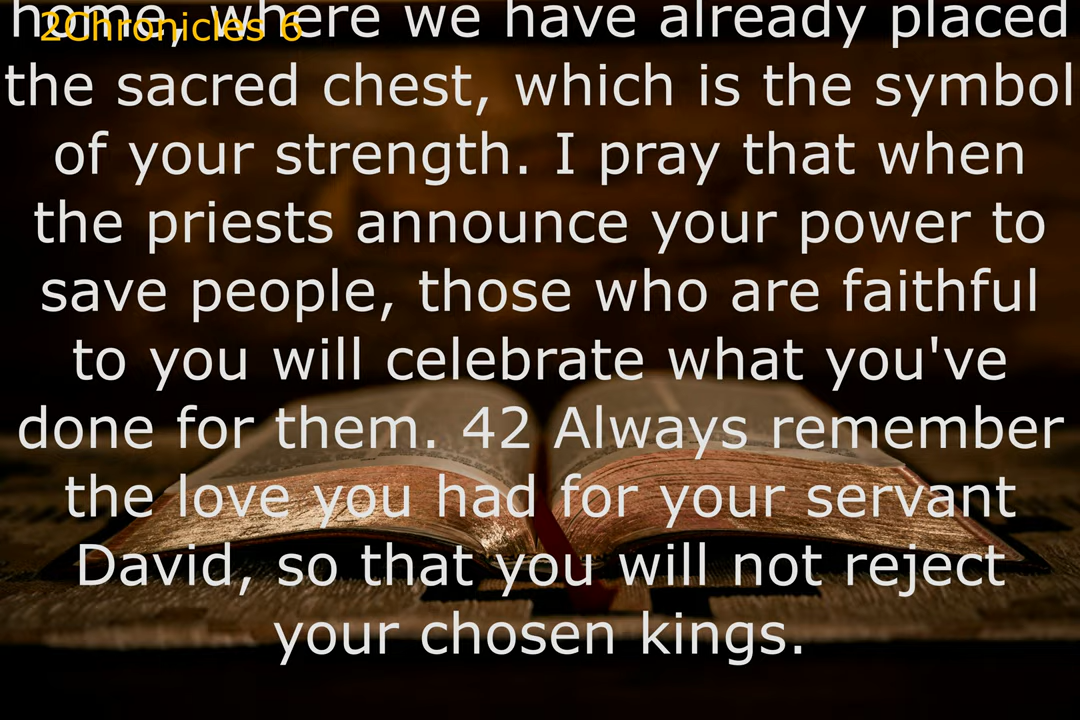 home, where we have already placed
2Chronicles 6
the sacred chest, which is the symbol
of your strength. I pray that when
the priests announce your power to
save people, those who are faithful
to you will celebrate what you've
done for them. 42 Always remember
the love you had for your servant
David, so that you will not reject
your chosen kings.